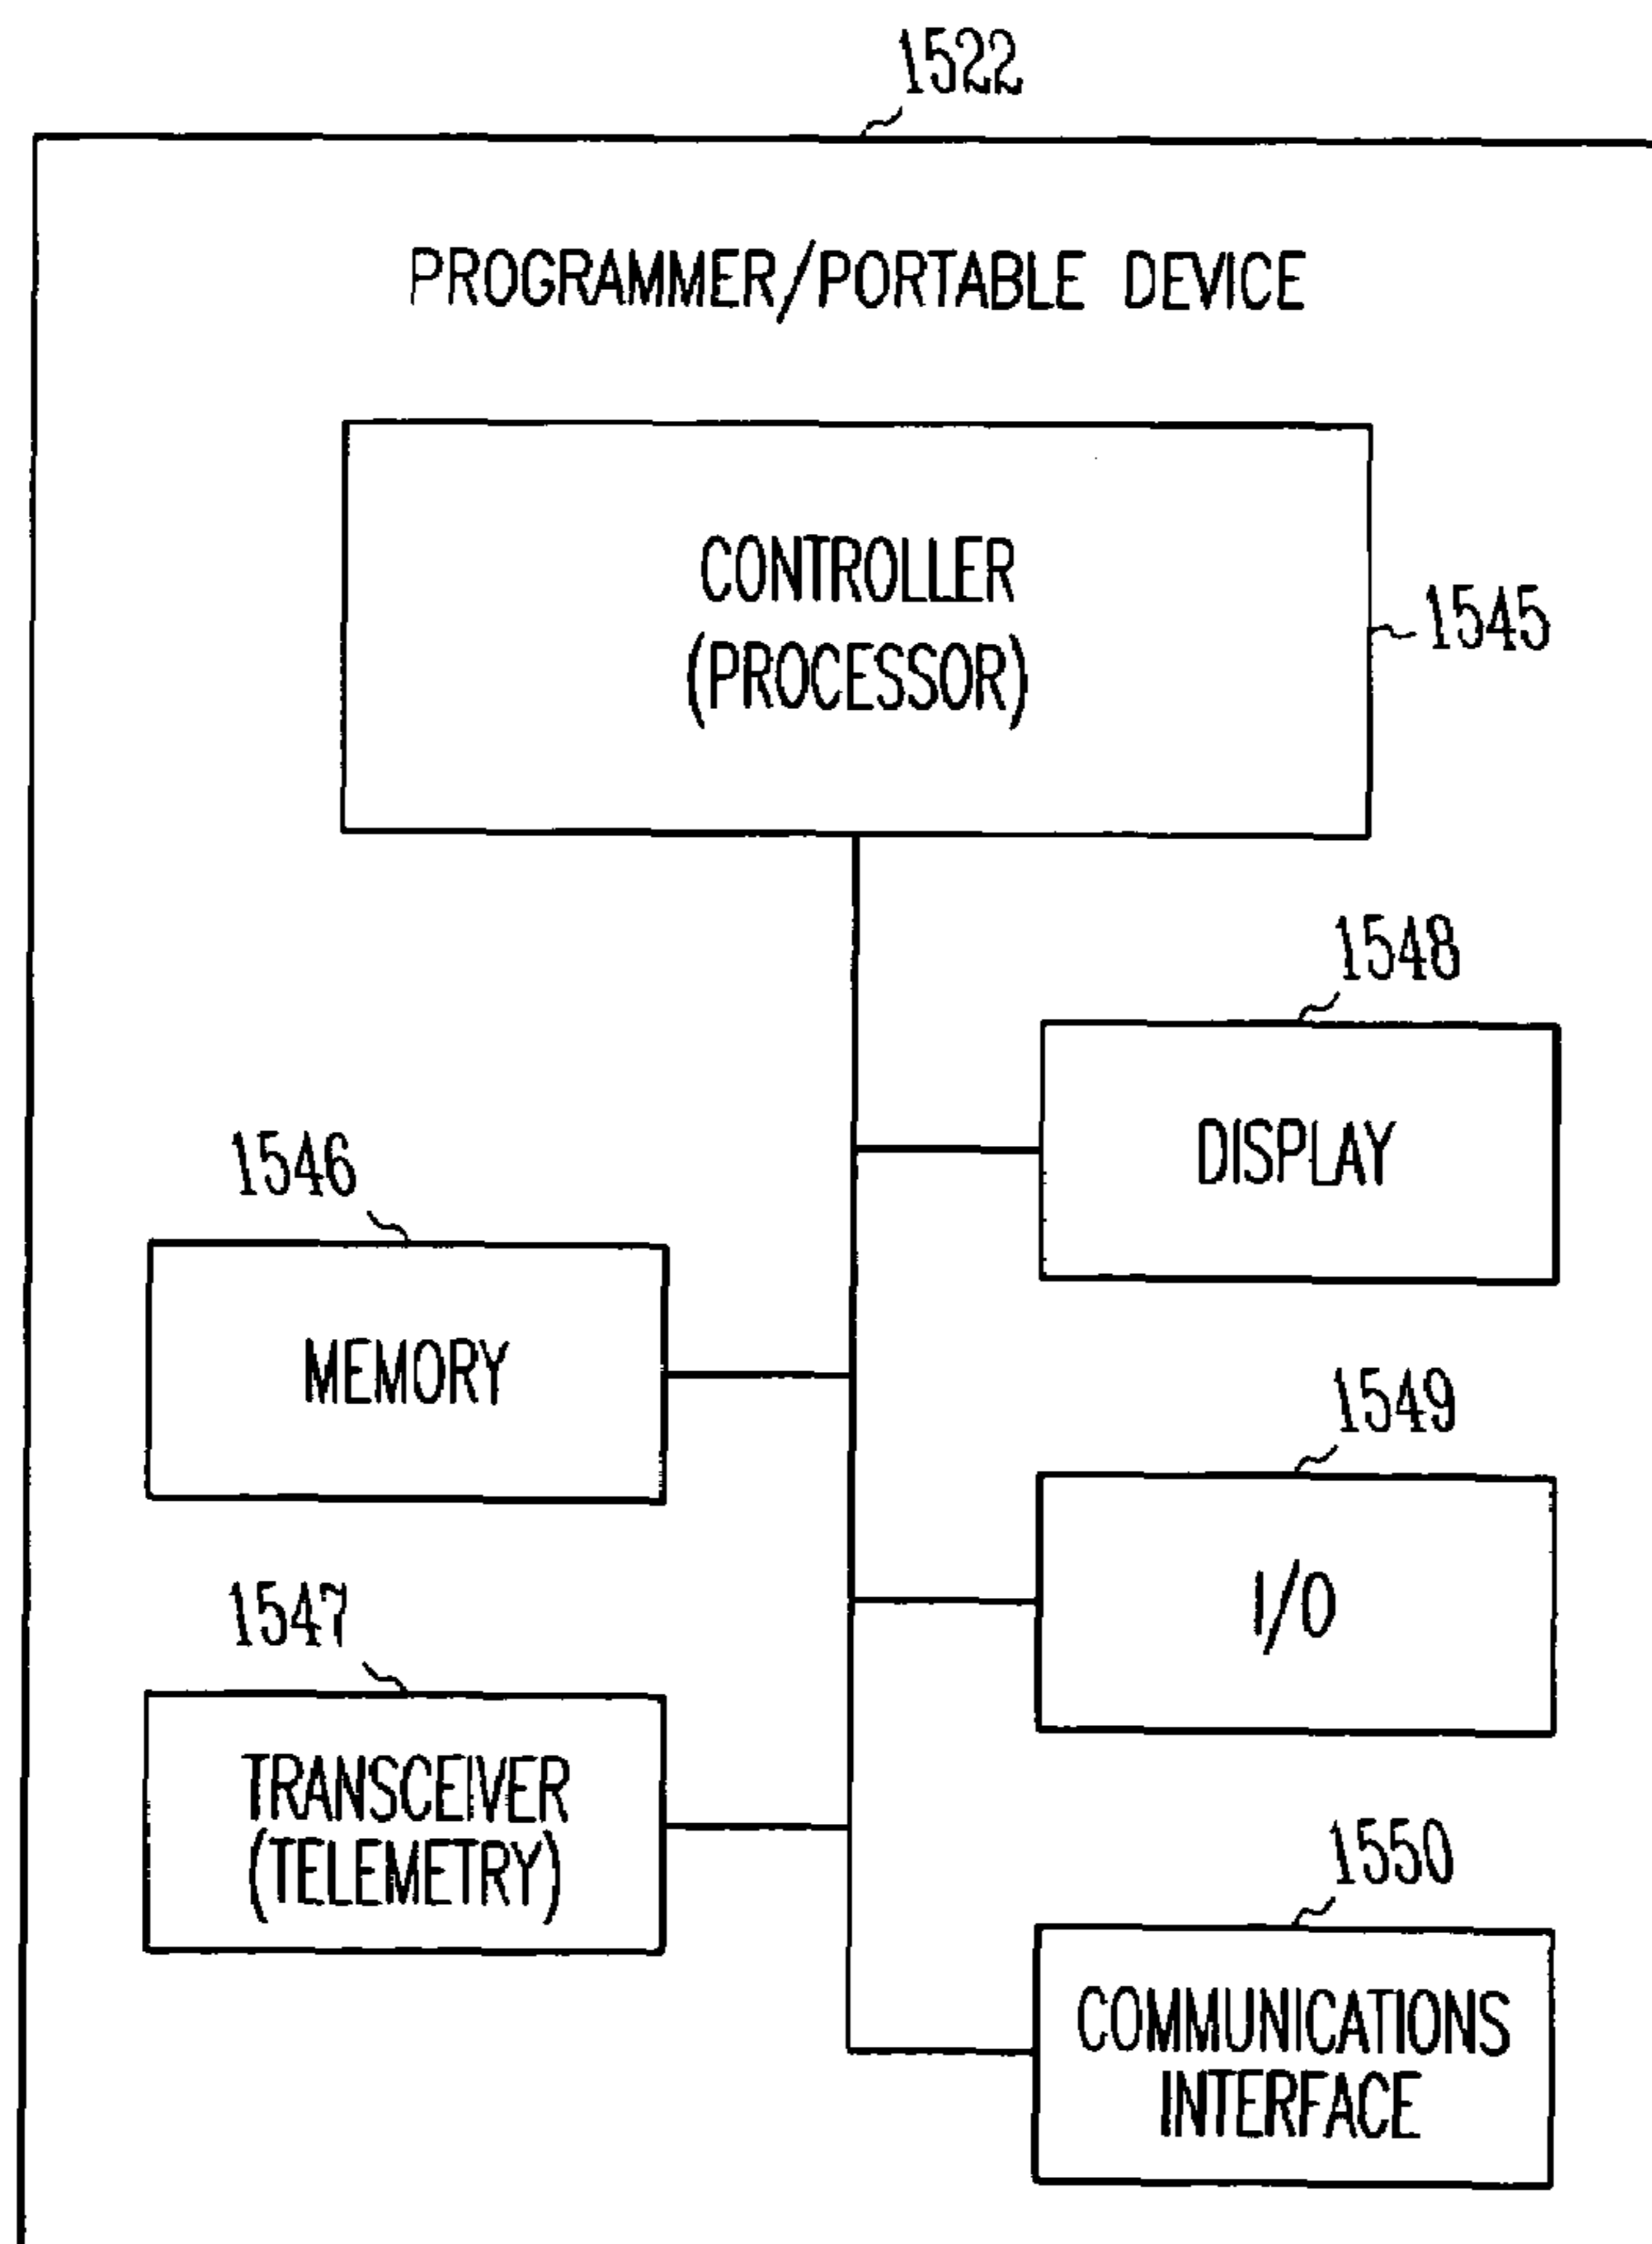 1522
PROGRAMMER/PORTABLE DEVICE
CONTROLLER
(PROCESSOR)
1545
1548
DISPLAY
1546
MEMORY
1549
I/O
1547
TRANSCEIVER
(TELEMETRY)
1550
COMMUNICATIONS
INTERFACE